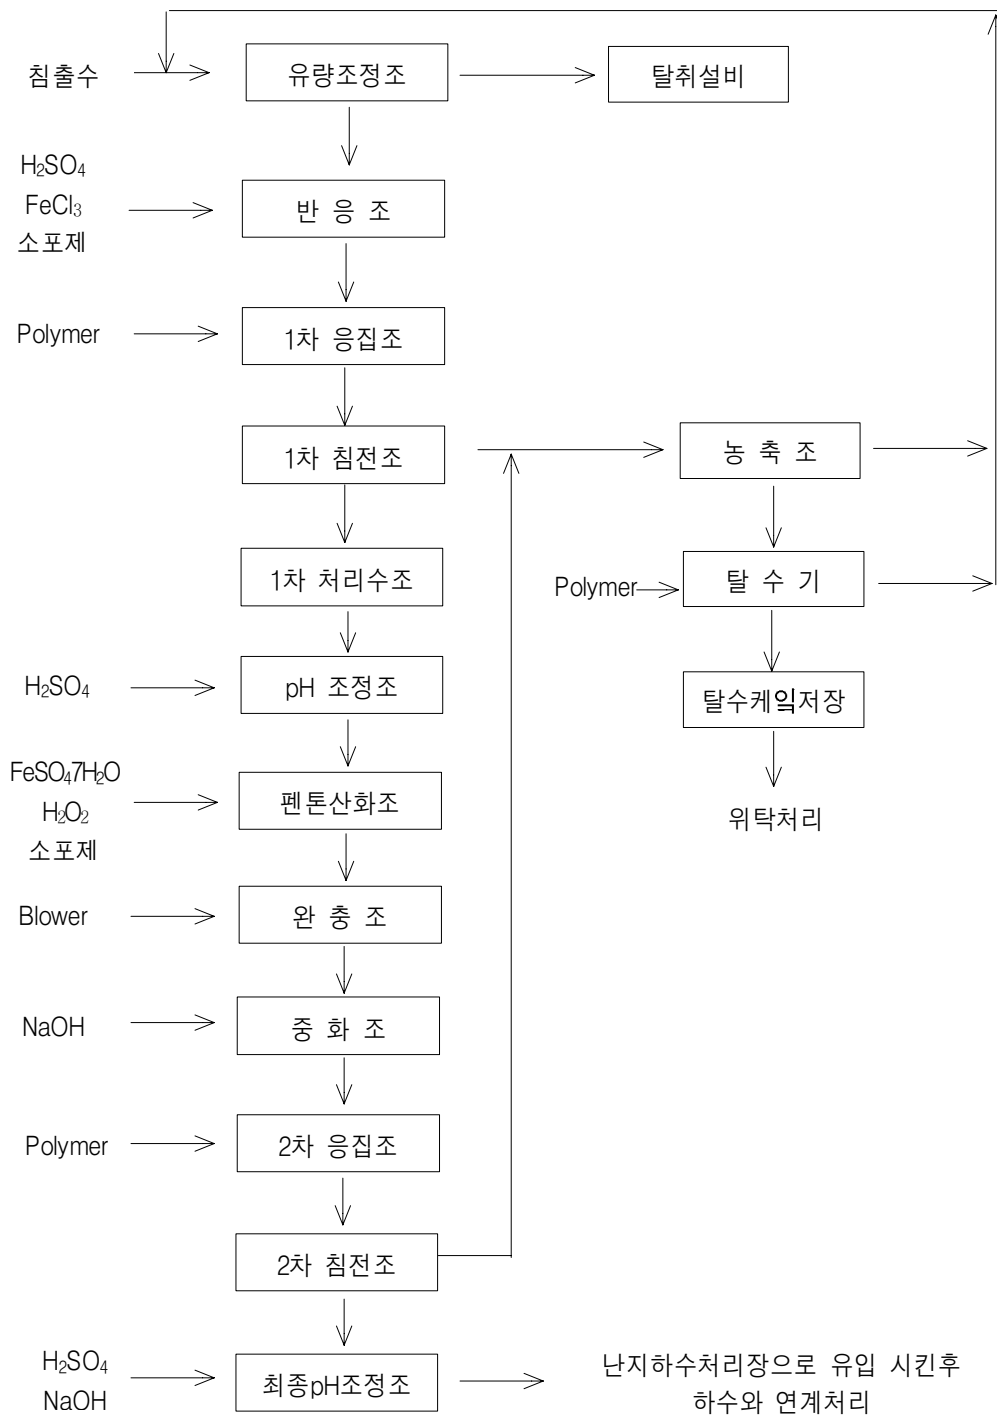 침출수
유량조정조
탈취설비
H₂SO₄
FeCl₃
소포제
반 응 조
Polymer
1차 응집조
1차 침전조
농 축 조
1차 처리수조
Polymer
탈 수 기
H₂SO₄
pH 조정조
탈수케잌저장
FeSO₄7H₂O
H₂O₂
소포제
펜톤산화조
위탁처리
Blower
완 충 조
NaOH
중 화 조
Polymer
2차 응집조
2차 침전조
H₂SO₄
NaOH
최종pH조정조
난지하수처리장으로 유입 시킨후
하수와 연계처리